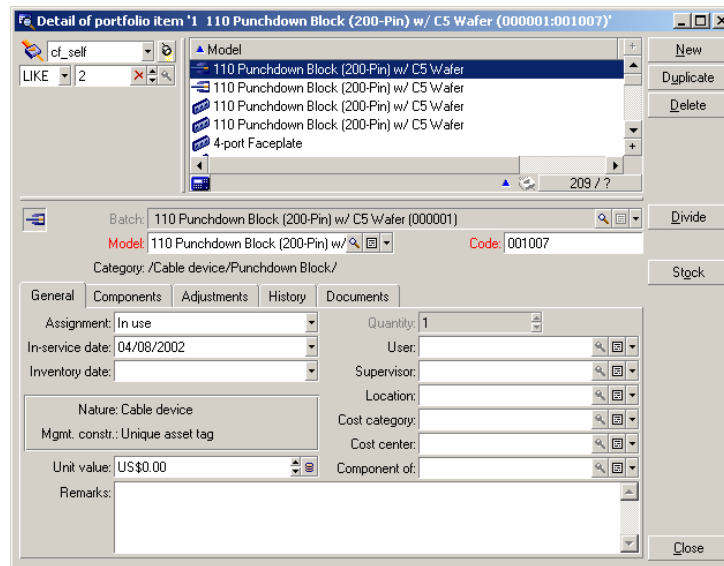 Detail of portfolio item '1 110 Punchdown Block (200-Pin) w/ C5 Wafer (000001:001007)'
cf_self
LIKE 2
Model
110 Punchdown Block (200-Pin) w/ C5 Wafer
110 Punchdown Block (200-Pin) w/ C5 Wafer
110 Punchdown Block (200-Pin) w/ C5 Wafer
110 Punchdown Block (200-Pin) w/ C5 Wafer
4-port Faceplate
209 / ?
New
Duplicate
Delete
Batch: 110 Punchdown Block (200-Pin) w/ C5 Wafer (000001)
Divide
Model: 110 Punchdown Block (200-Pin) w/ Code: 001007
Category: /Cable device/Punchdown Block/
Stock
General Components Adjustments History Documents
Assignment: In use Quantity: 1
In-service date: 04/08/2002 User:
Inventory date: Supervisor:
Location:
Nature: Cable device
Cost category:
Mgmt. constr.: Unique asset tag
Cost center:
Unit value: US$0.00 Component of:
Remarks:
Close